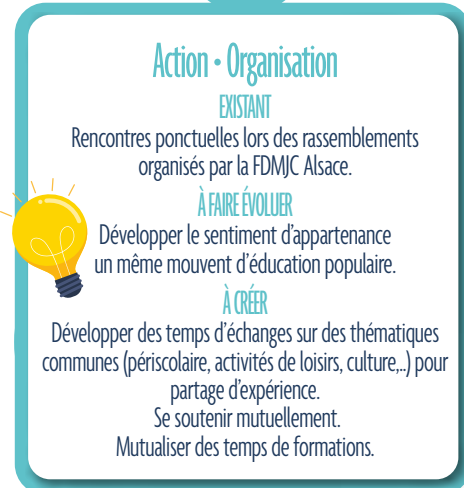 Action • Organisation
EXISTANT
Rencontres ponctuelles lors des rassemblements
organisés par la FDMJC Alsace.
À FAIRE ÉVOLUER
Développer le sentiment d'appartenance
un même mouvent d'éducation populaire.
À CRÉER
Développer des temps d'échanges sur des thématiques
communes (périscolaire, activités de loisirs, culture,..) pour
partage d'expérience.
Se soutenir mutuellement.
Mutualiser des temps de formations.